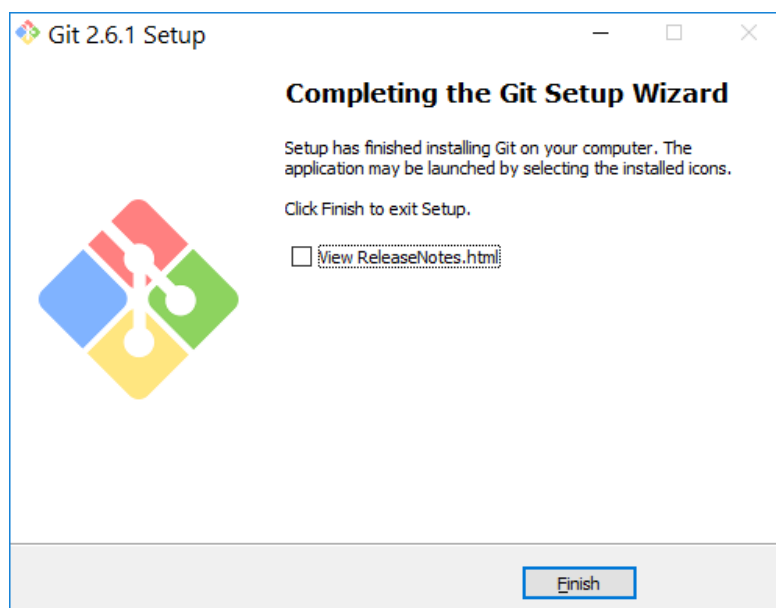 Git 2.6.1 Setup
Completing the Git Setup Wizard
Setup has finished installing Git on your computer. The
application may be launched by selecting the installed icons.
Click Finish to exit Setup.
View ReleaseNotes.html
Finish